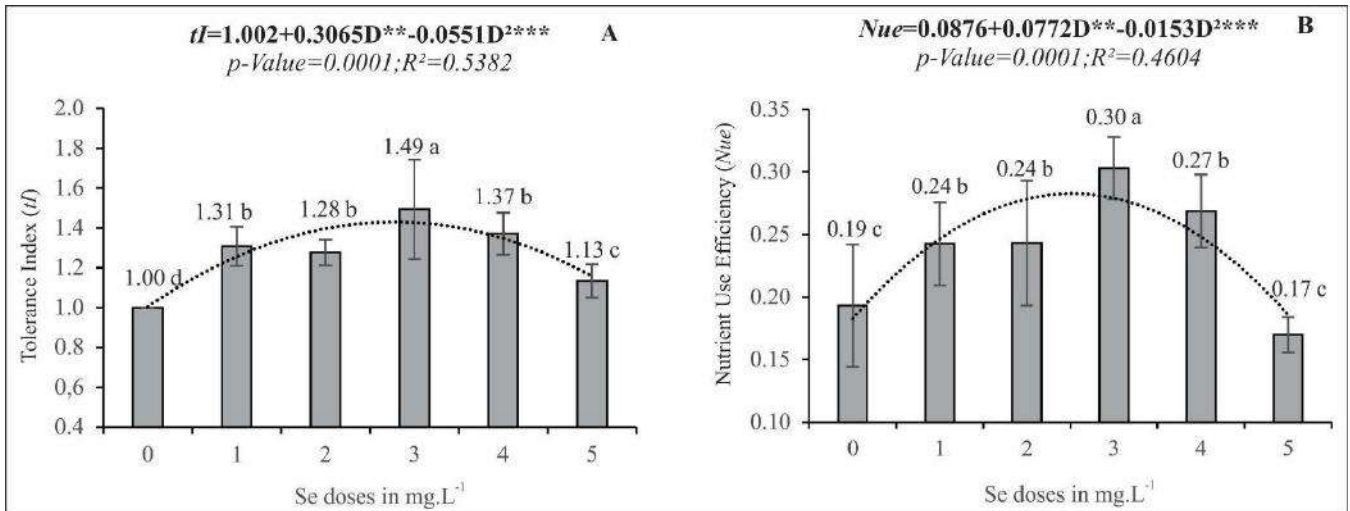 tI=1.002+0.3065D**-0.0551D²*** A
p-Value=0.0001;R²=0.5382
Tolerance Index (tI)
2.0
1.8
1.6
1.4
1.2
1.0
0.8
0,6
0.4
1.00 d
1.31 b
1.28 b
1.49 a
1.37 b
1.13 c
0 1 2 3 4 5
Se doses in mg.L⁻¹
Nue=0.0876+0.0772D**-0.0153D²*** B
p-Value=0.0001;R²=0.4604
Nutrient Use Efficiency (Nue)
0.35
0.30
0.25
0.20
0.15
0.10
0.19 c
0.24 b
0.24 b
0.30 a
0.27 b
0.17 c
0 1 2 3 4 5
Se doses in mg.L⁻¹